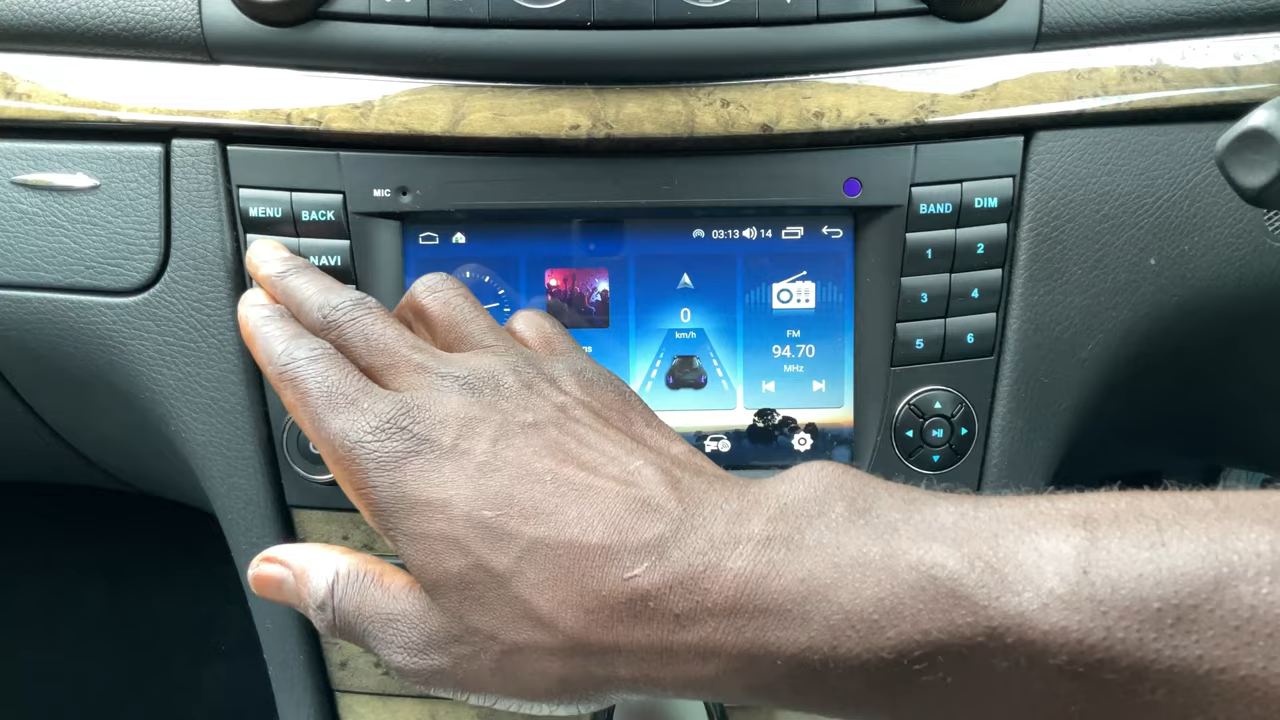 MIC
MENU
BACK
NAVI
03:13
14
BAND
DIM
1
2
3
4
5
6
0
km/h
FM
94.70
MHz